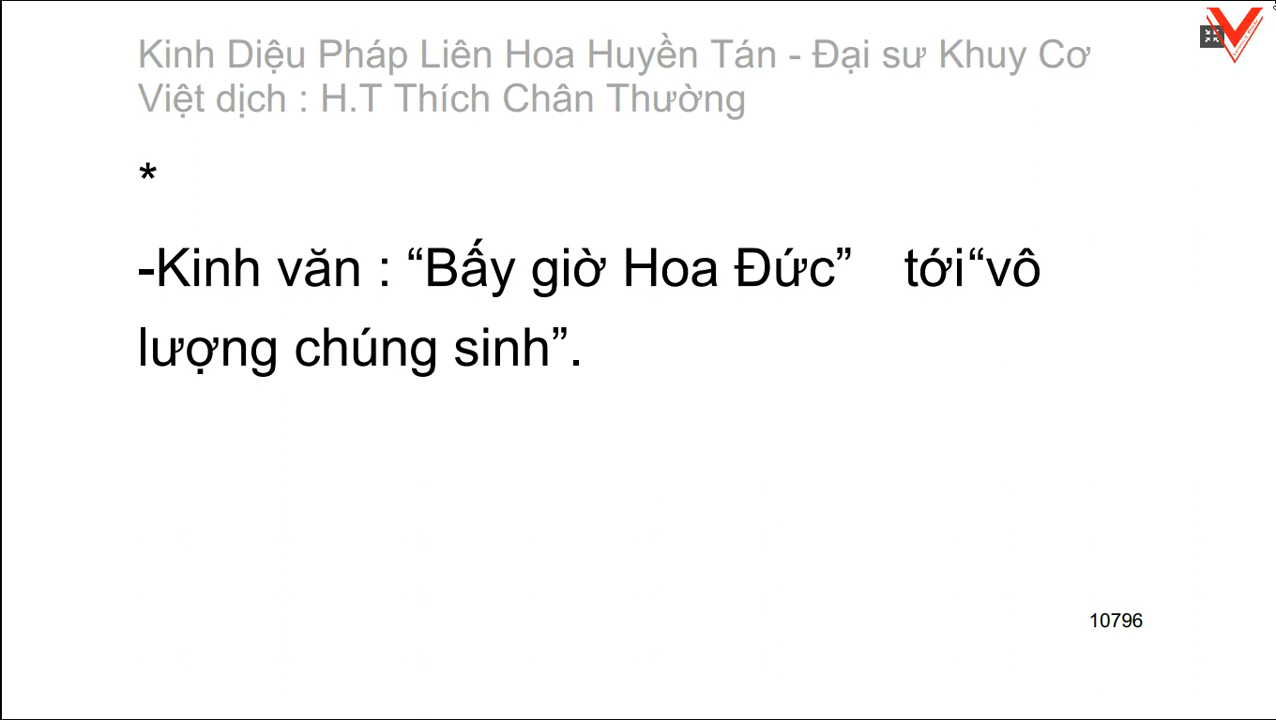 Kinh Diệu Pháp Liên Hoa Huyền Tán - Đại sư Khuy Cơ
Việt dịch : H.T Thích Chân Thường
*
-Kinh văn : “Bấy giờ Hoa Đức” tới“vô
lượng chúng sinh”.
10796